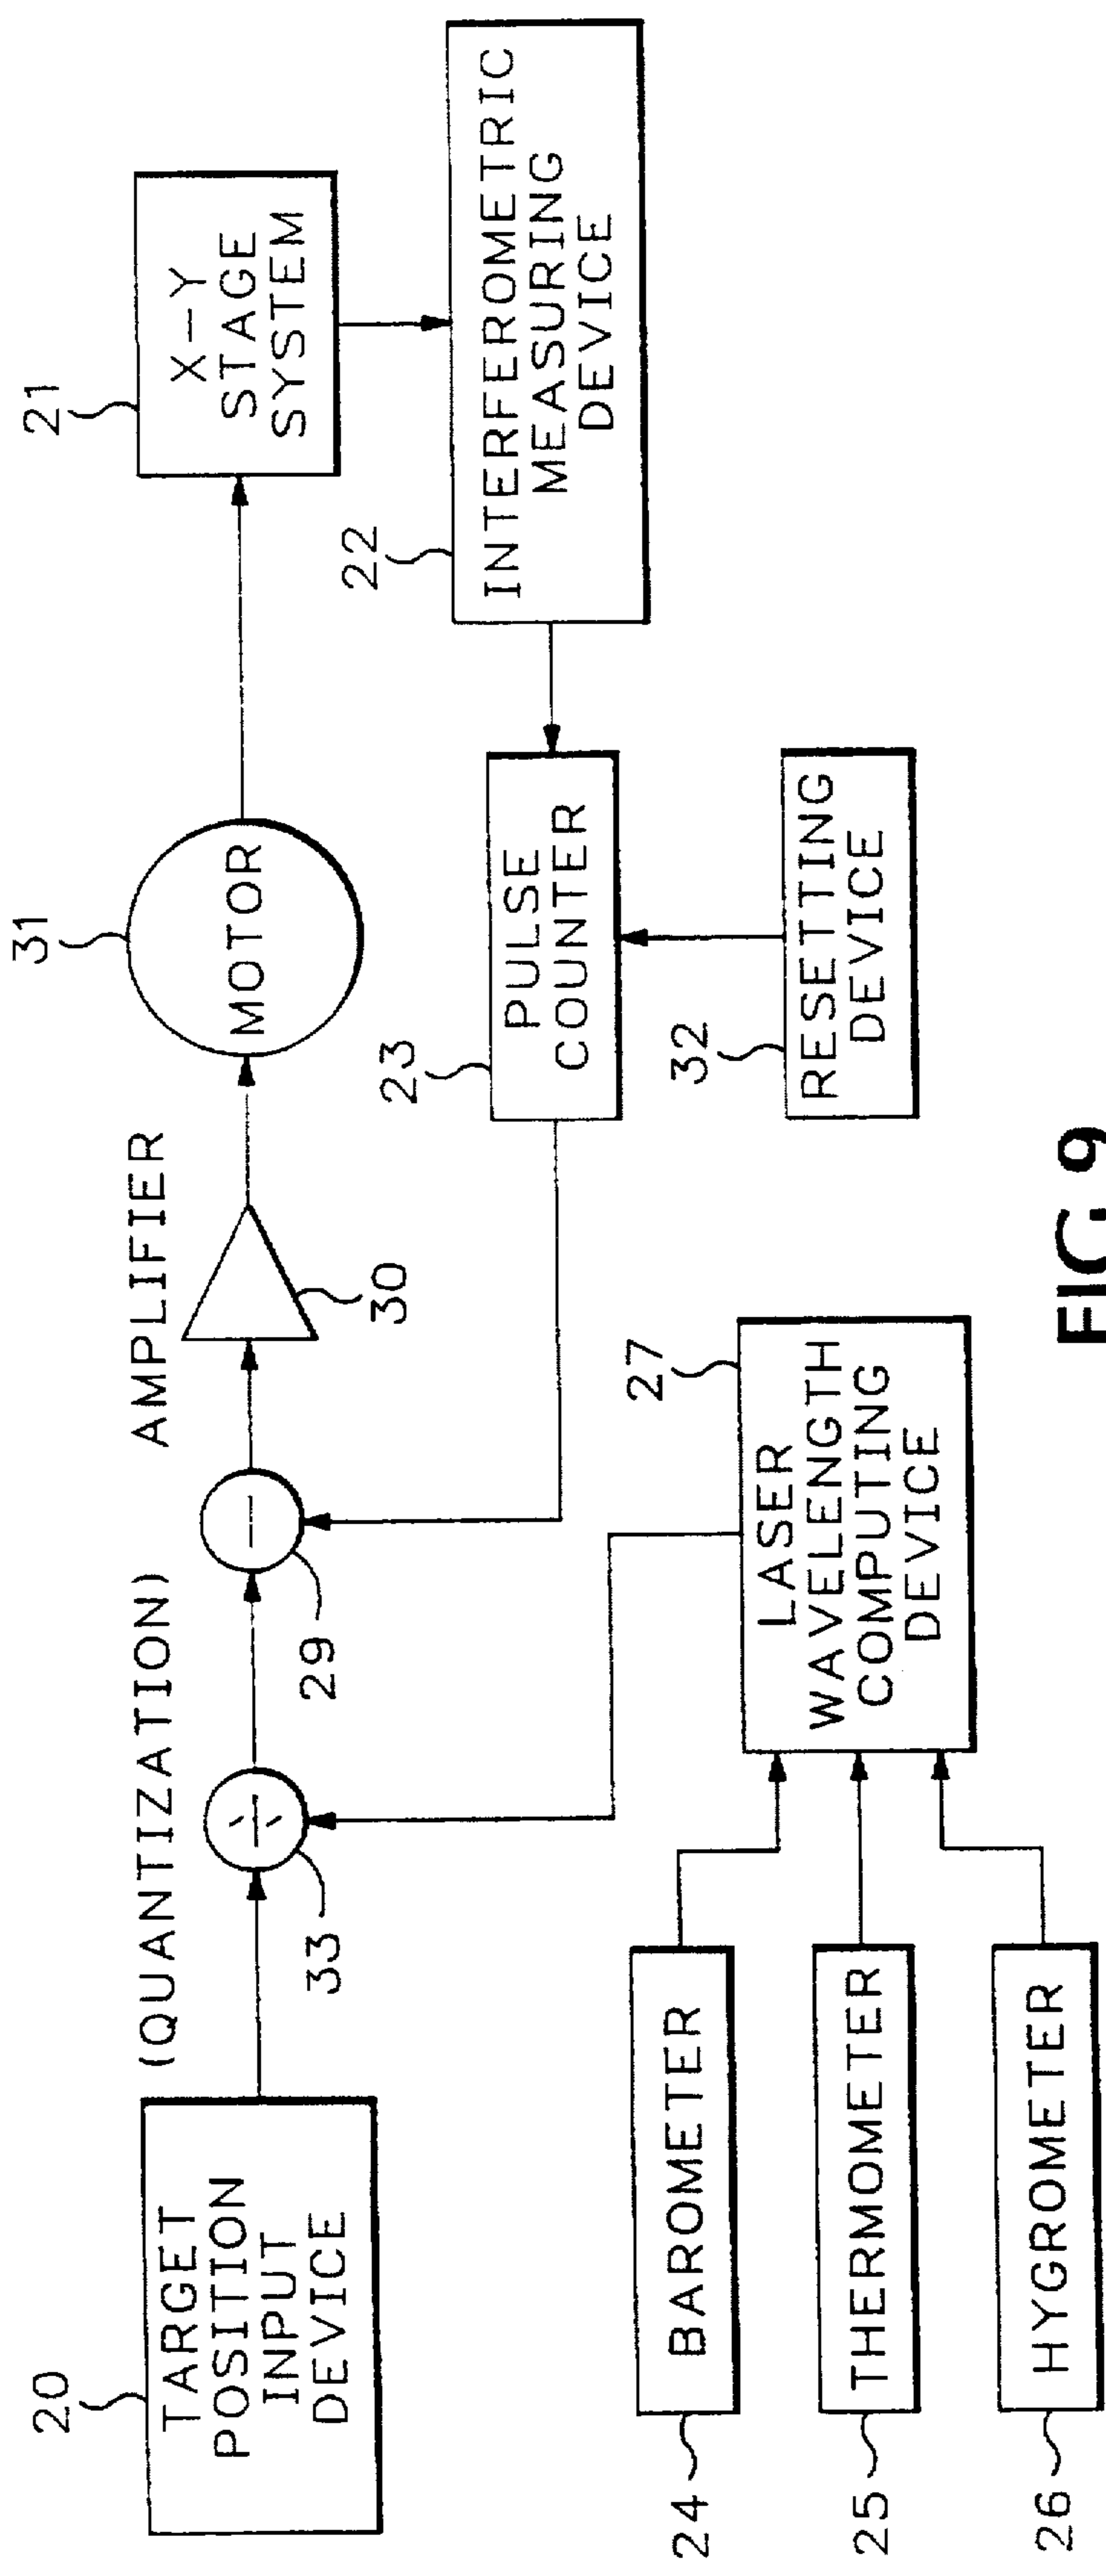 20
TARGET
POSITION
INPUT
DEVICE
(QUANTIZATION)
33
÷
29
−
AMPLIFIER
30
31
MOTOR
21
X-Y
STAGE
SYSTEM
22
INTERFEROMETRIC
MEASURING
DEVICE
23
PULSE
COUNTER
32
RESETTING
DEVICE
27
LASER
WAVELENGTH
COMPUTING
DEVICE
24
BAROMETER
25
THERMOMETER
26
HYGROMETER
FIG. 9